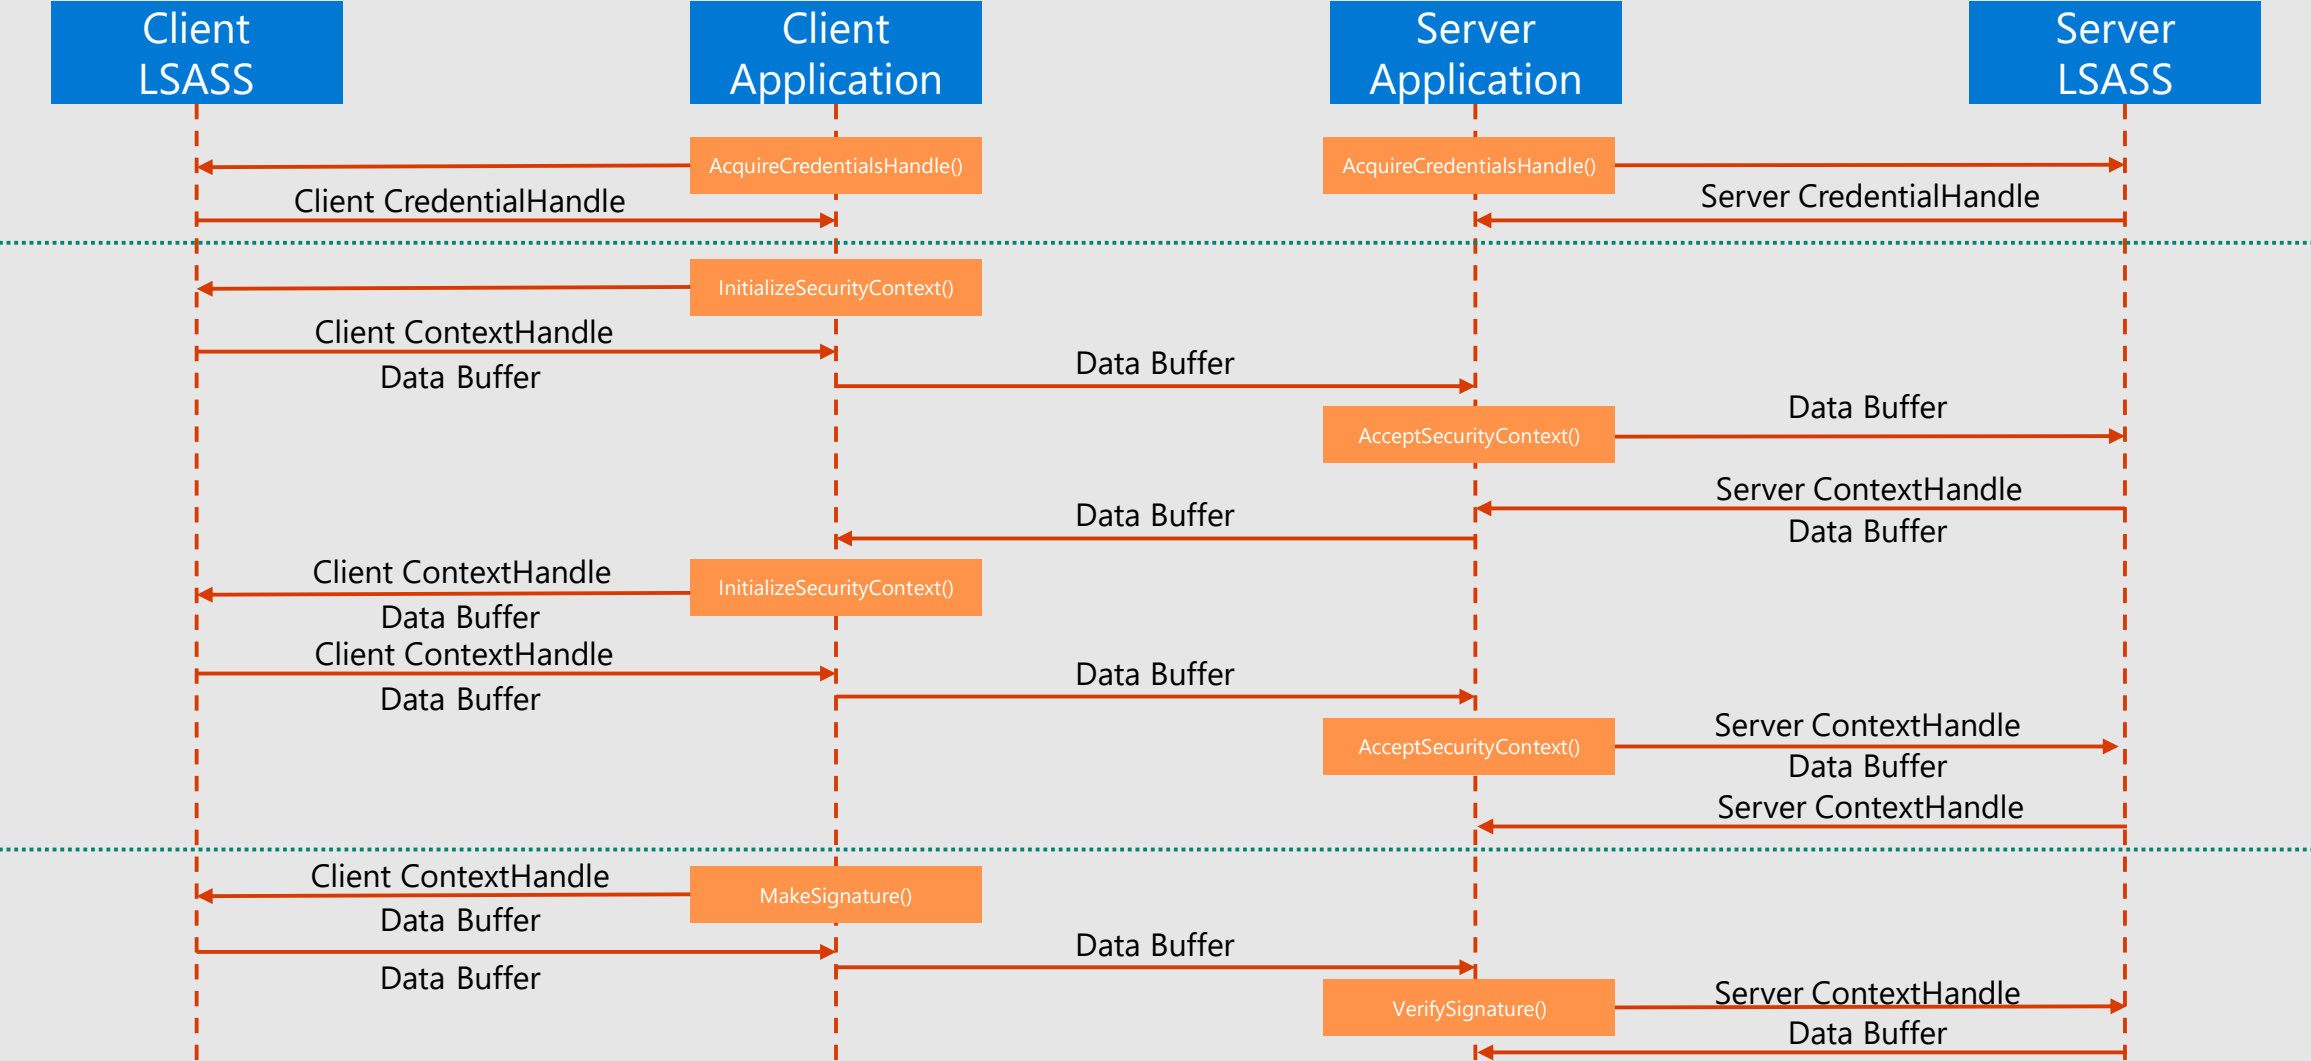 Client
LSASS
Client
Application
Server
Application
Server
LSASS
AcquireCredentialsHandle()
AcquireCredentialsHandle()
Client CredentialHandle
Server CredentialHandle
InitializeSecurityContext()
Client ContextHandle
Data Buffer
Data Buffer
Data Buffer
AcceptSecurityContext()
Server ContextHandle
Data Buffer
Data Buffer
Client ContextHandle
InitializeSecurityContext()
Data Buffer
Client ContextHandle
Data Buffer
Data Buffer
Server ContextHandle
AcceptSecurityContext()
Data Buffer
Server ContextHandle
Client ContextHandle
MakeSignature()
Data Buffer
Data Buffer
Data Buffer
Server ContextHandle
VerifySignature()
Data Buffer